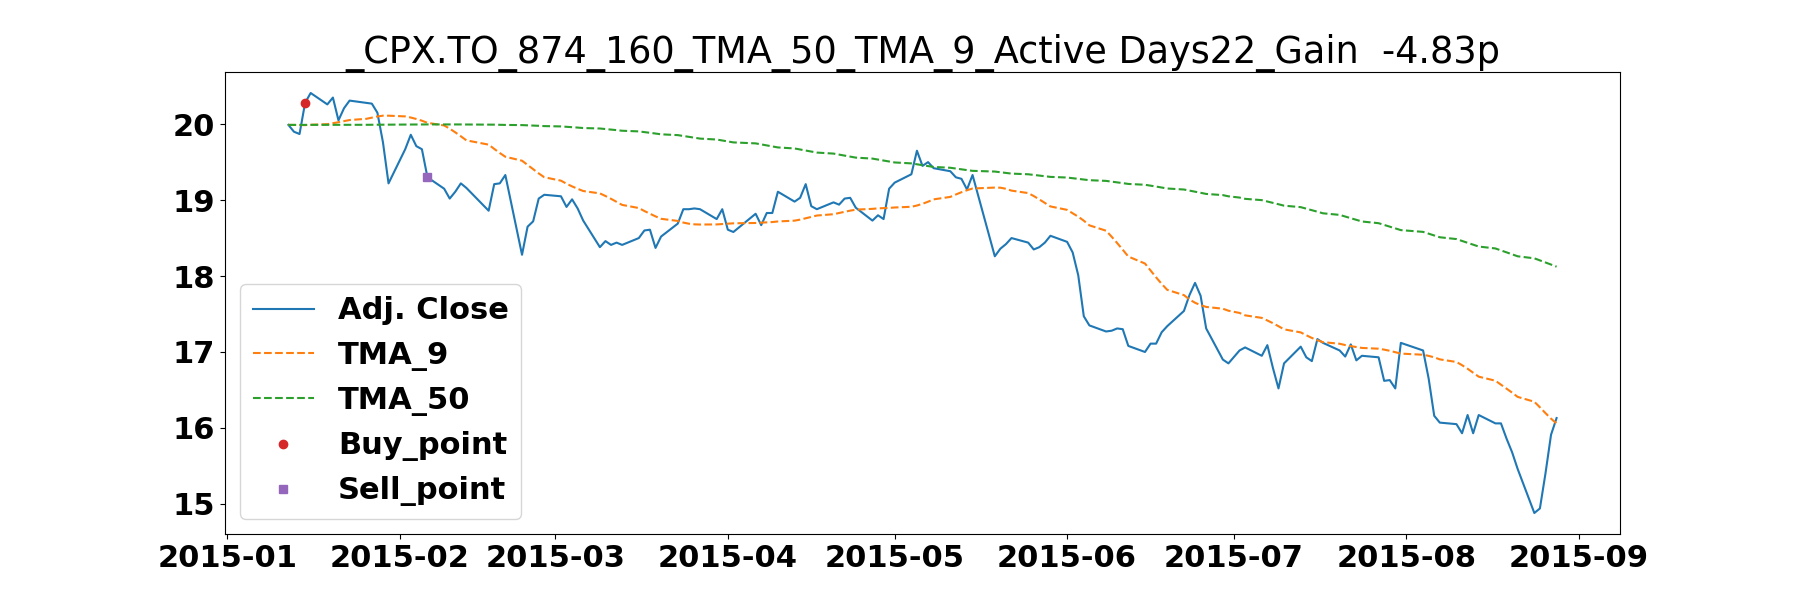 _CPX.TO_874_160_TMA_50_TMA_9_Active Days22_Gain  -4.83p
20
19
18
17
16
15
Adj. Close
TMA_9
TMA_50
Buy_point
Sell_point
2015-01 2015-02 2015-03 2015-04 2015-05 2015-06 2015-07 2015-08 2015-09